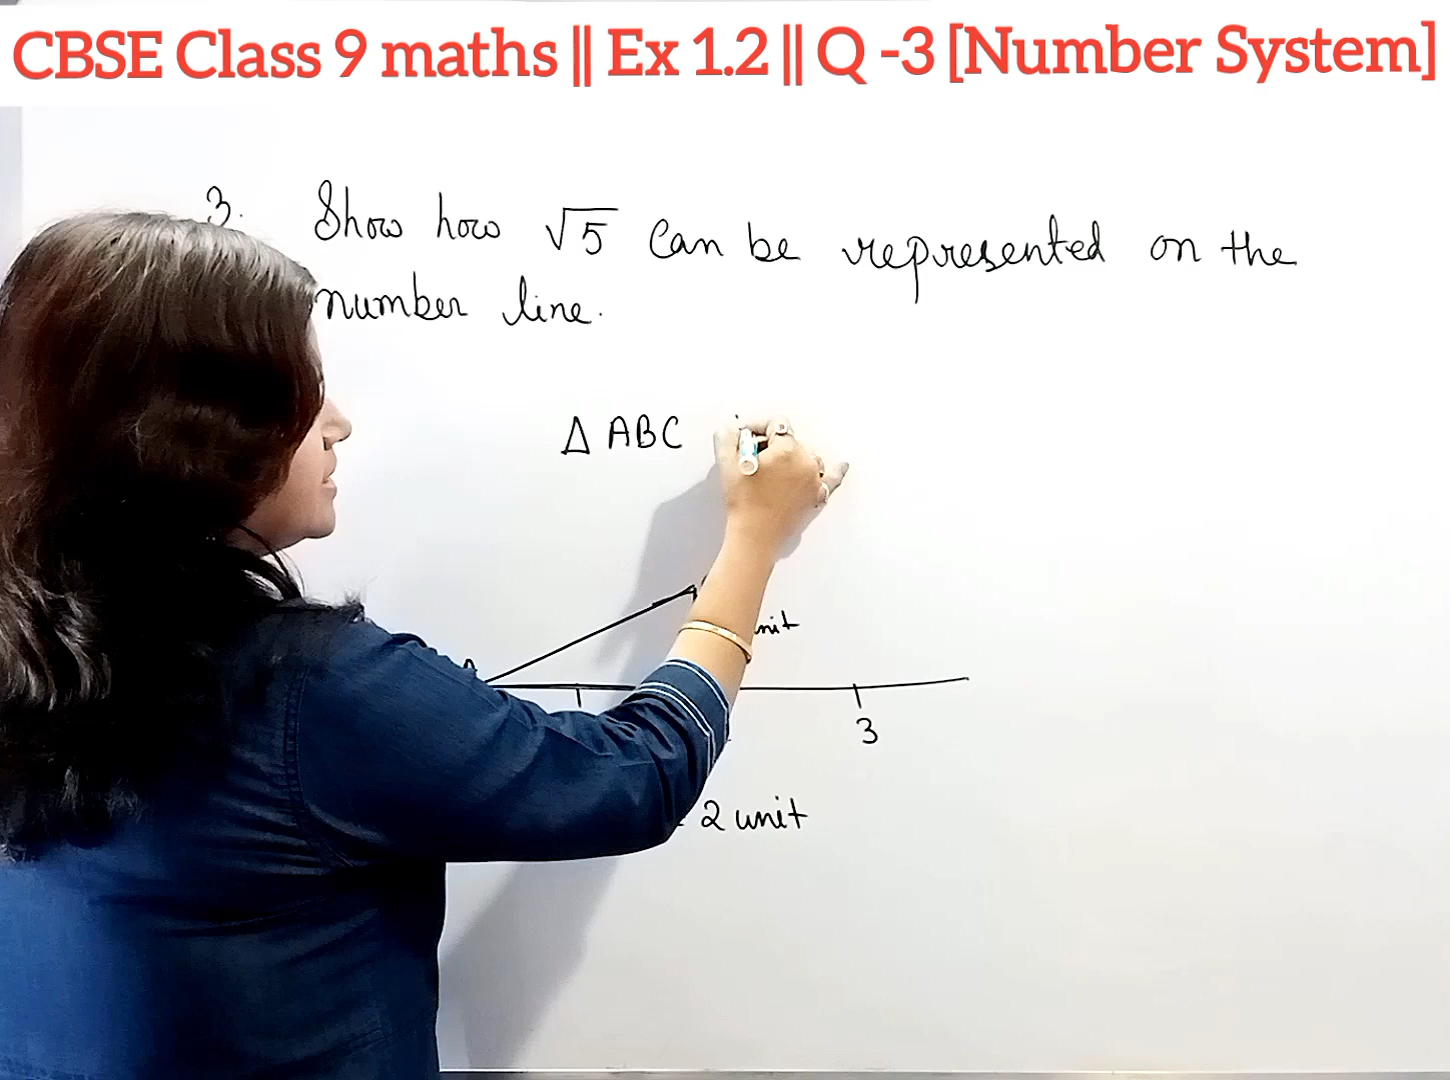 CBSE Class 9 maths || Ex 1.2 || Q -3 [Number System]
3. Show how √5 can be represented on the
number line.
Δ ABC
3
2 unit